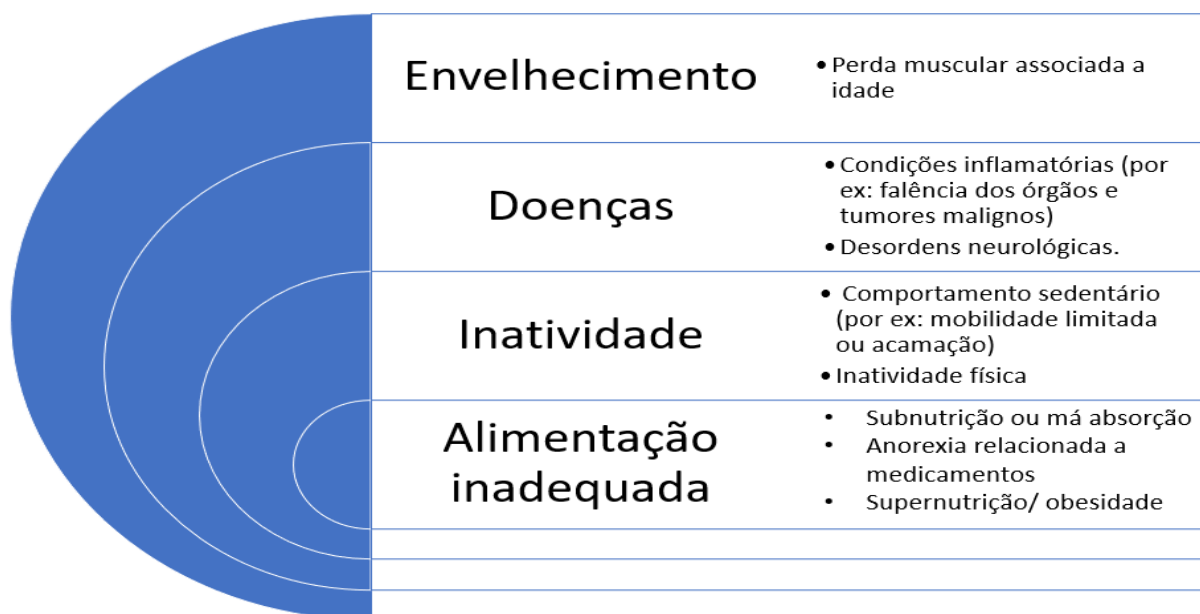 Envelhecimento
• Perda muscular associada a
idade
Doenças
• Condições inflamatórias (por
ex: falência dos órgãos e
tumores malignos)
• Desordens neurológicas.
Inatividade
• Comportamento sedentário
(por ex: mobilidade limitada
ou acamação)
• Inatividade física
Alimentação
inadequada
• Subnutrição ou má absorção
• Anorexia relacionada a
medicamentos
• Supernutrição/ obesidade